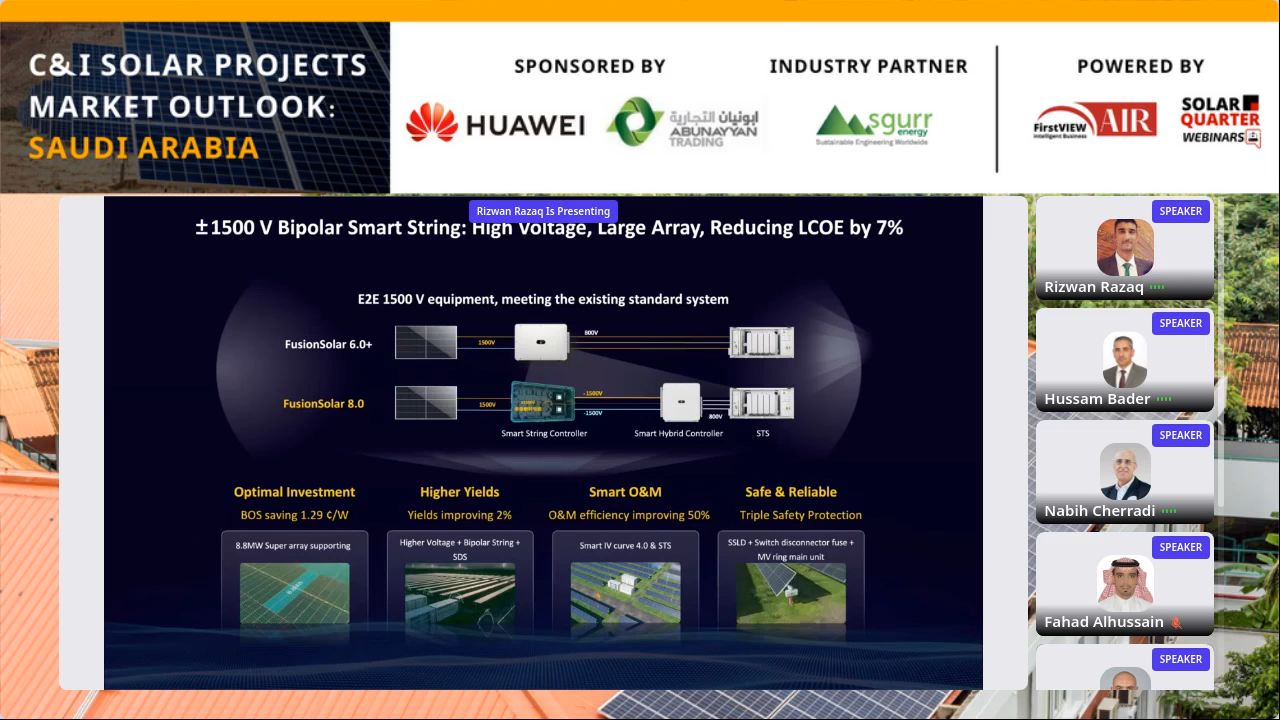 C&I SOLAR PROJECTS
MARKET OUTLOOK:
SAUDI ARABIA
SPONSORED BY
INDUSTRY PARTNER
POWERED BY
HUAWEI
أبونيان التجارية
ABUNAYYAN
TRADING
sgurr
energy
Sustainable Engineering Worldwide
FirstVIEW
Intelligent Business
AIR
SOLAR
QUARTER
WEBINARS
Rizwan Razaq Is Presenting
±1500 V Bipolar Smart String: High Voltage, Large Array, Reducing LCOE by 7%
E2E 1500 V equipment, meeting the existing standard system
FusionSolar 6.0+
1500V
800V
FusionSolar 8.0
1500V
-1500V
-1500V
800V
Smart String Controller
Smart Hybrid Controller
STS
Optimal Investment
BOS saving 1.29 ¢/W
8.8MW Super array supporting
Higher Yields
Yields improving 2%
Higher Voltage + Bipolar String +
SDS
Smart O&M
O&M efficiency improving 50%
Smart IV curve 4.0 & STS
Safe & Reliable
Triple Safety Protection
SSLD + Switch disconnector fuse +
MV ring main unit
SPEAKER
Rizwan Razaq
SPEAKER
Hussam Bader
SPEAKER
Nabih Cherradi
SPEAKER
Fahad Alhussain
SPEAKER